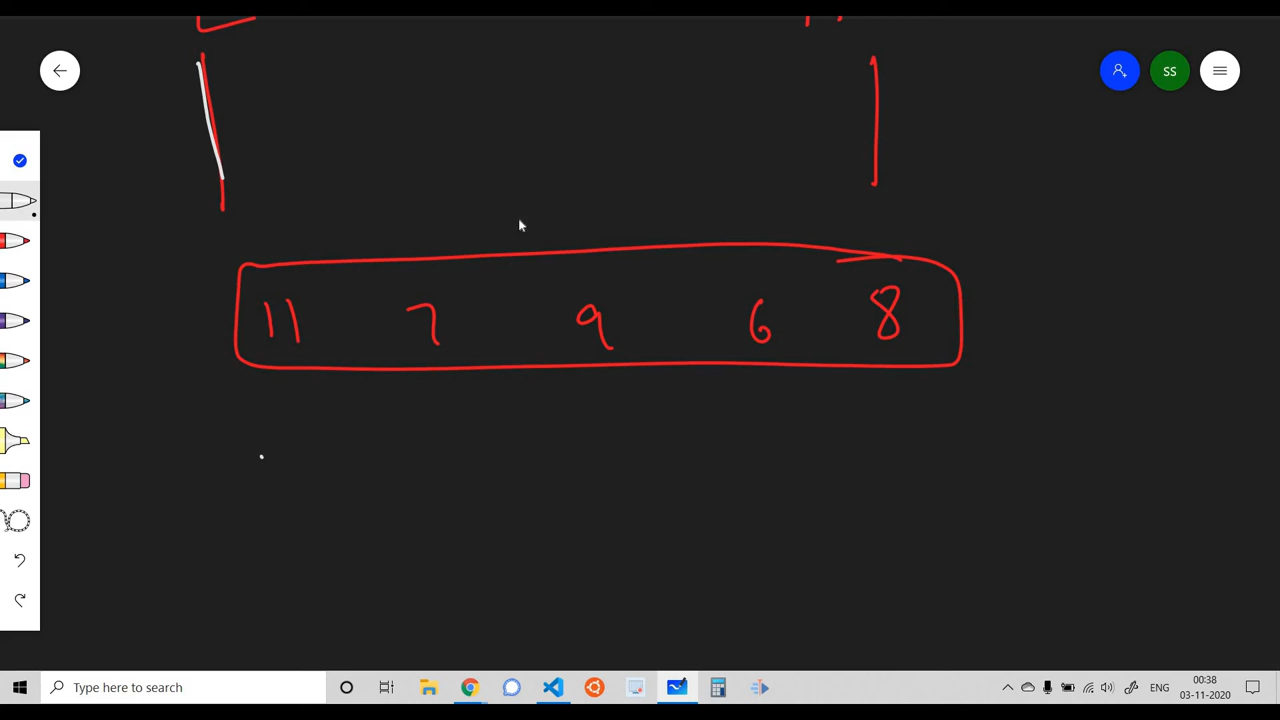 SS
11 7 9 6 8
Type here to search
ENG
00:38
03-11-2020